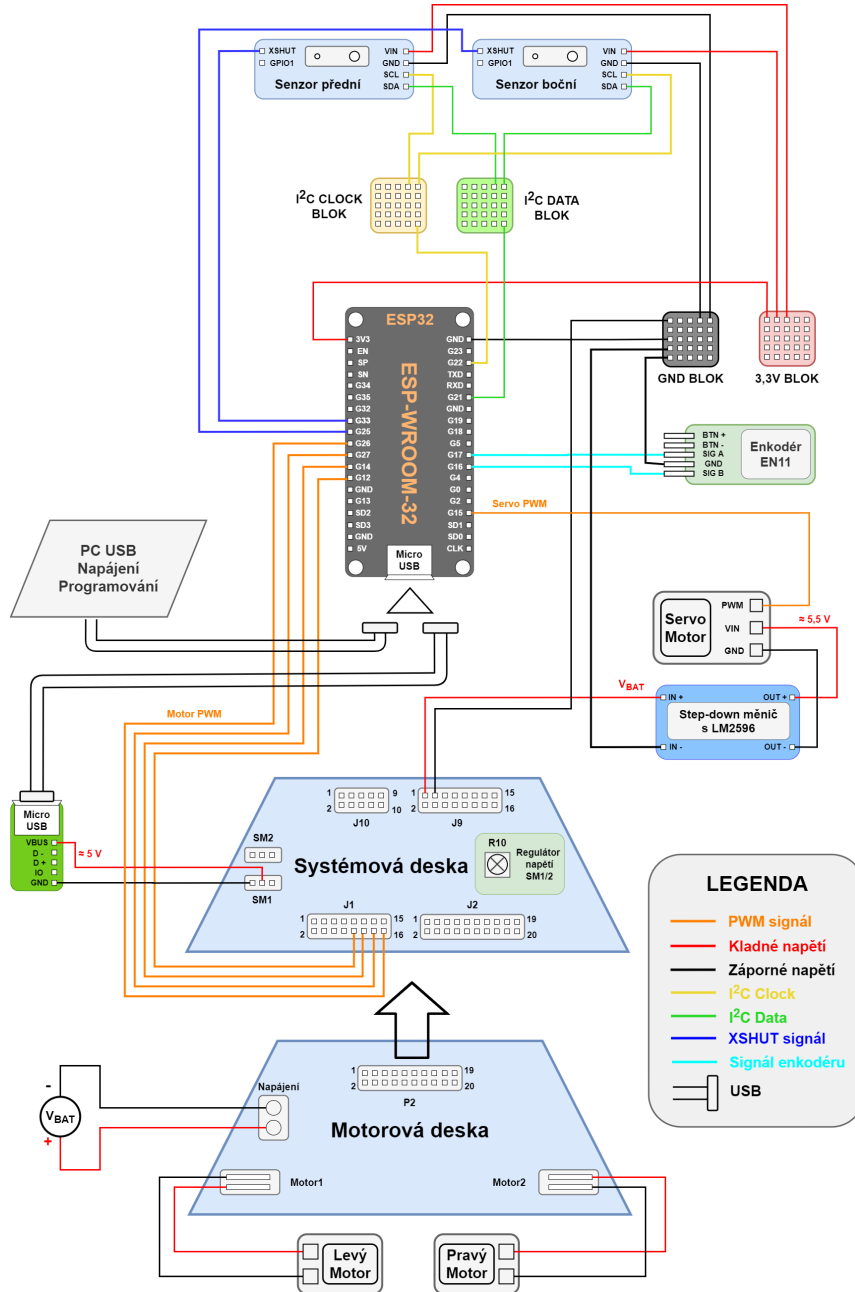 XSHUT
GPIO1
VIN
GND
SCL
SDA
Senzor přední
XSHUT
GPIO1
VIN
GND
SCL
SDA
Senzor boční
I²C CLOCK
BLOK
I²C DATA
BLOK
ESP32
ESP-WROOM-32
3V3
EN
SP
SN
G34
G35
G32
G33
G25
G26
G27
G14
G12
GND
G13
SD2
SD3
GND
5V
GND
G23
G22
TXD
RXD
G21
GND
G19
G18
G5
G17
G16
G4
G0
G2
G15
SD1
SD0
CLK
Micro
USB
GND BLOK
3,3V BLOK
BTN +
BTN -
SIG A
GND
SIG B
Enkodér
EN11
Servo PWM
PC USB
Napájení
Programování
Servo
Motor
PWM
VIN
GND
≈ 5,5 V
V_BAT
IN +
IN -
OUT +
OUT -
Step-down měnič
s LM2596
Motor PWM
Micro
USB
VBUS
D -
D +
IO
GND
≈ 5 V
1
2
9
10
J10
1
2
15
16
J9
SM2
SM1
Systémová deska
R10
Regulátor
napětí
SM1/2
J1
1
2
15
16
J2
1
2
19
20
LEGENDA
PWM signál
Kladné napětí
Záporné napětí
I²C Clock
I²C Data
XSHUT signál
Signál enkodéru
USB
1
2
19
20
P2
Napájení
-
V_BAT
+
Motorová deska
Motor1
Motor2
Levý
Motor
Pravý
Motor